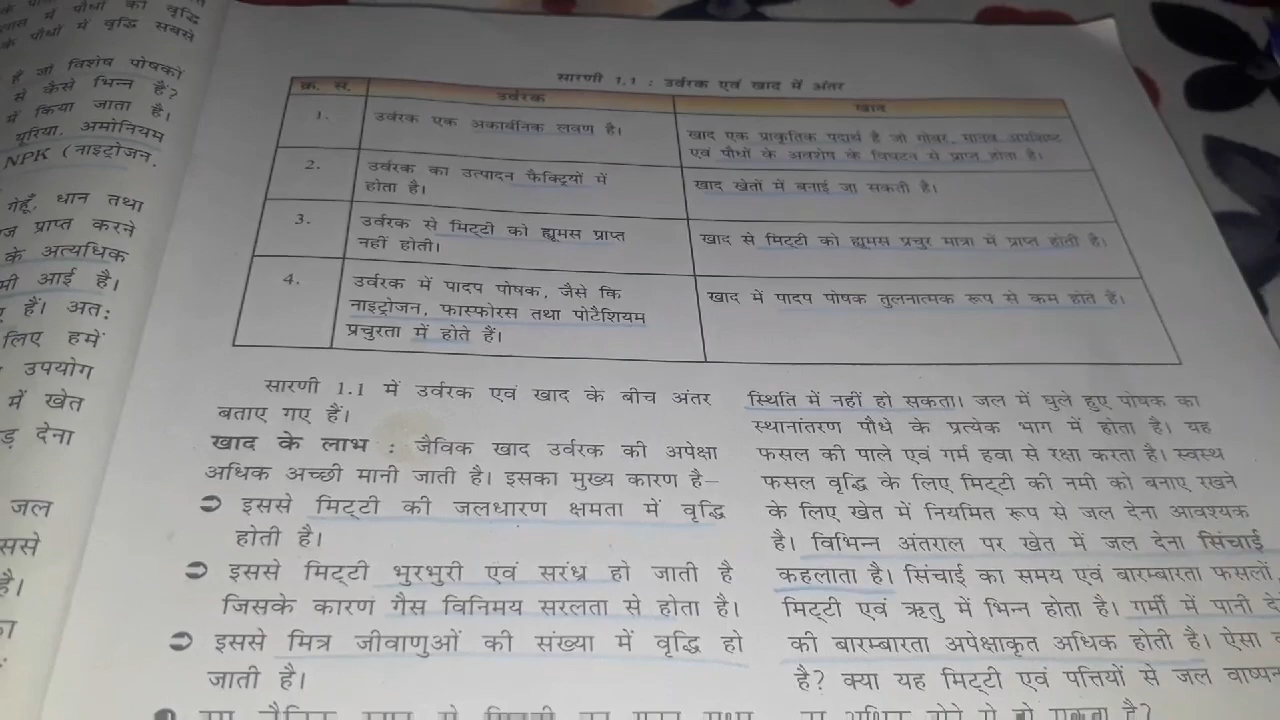 के पौधों में वृद्धि सबसे
है जो विशेष पोषकों
से कैसे भिन्न है?
में किया जाता है।
यूरिया, अमोनियम
NPK (नाइट्रोजन,
गेहूँ, धान तथा
प्राप्त करने
के अत्यधिक
आई है।
हैं। अतः
लिए हमें
उपयोग
में खेत
देना
जल
है।
सारणी 1.1 : उर्वरक एवं खाद में अंतर
क्र. स. उर्वरक खाद
1. उर्वरक एक अकार्बनिक लवण है। खाद एक प्राकृतिक पदार्थ है जो गोबर, मानव अपशिष्ट
एवं पौधों के अवशेष के विघटन से प्राप्त होता है।
2. उर्वरक का उत्पादन फैक्ट्रियों में
होता है। खाद खेतों में बनाई जा सकती है।
3. उर्वरक से मिट्टी को ह्यूमस प्राप्त
नहीं होती। खाद से मिट्टी को ह्यूमस प्रचुर मात्रा में प्राप्त होती है।
4. उर्वरक में पादप पोषक, जैसे कि
नाइट्रोजन, फास्फोरस तथा पोटैशियम
प्रचुरता में होते हैं। खाद में पादप पोषक तुलनात्मक रूप से कम होते हैं।
सारणी 1.1 में उर्वरक एवं खाद के बीच अंतर
बताए गए हैं।
खाद के लाभ : जैविक खाद उर्वरक की अपेक्षा
अधिक अच्छी मानी जाती है। इसका मुख्य कारण है–
➲ इससे मिट्टी की जलधारण क्षमता में वृद्धि
होती है।
➲ इससे मिट्टी भुरभुरी एवं सरंध्र हो जाती है
जिसके कारण गैस विनिमय सरलता से होता है।
➲ इससे मित्र जीवाणुओं की संख्या में वृद्धि हो
जाती है।
स्थिति में नहीं हो सकता। जल में घुले हुए पोषक का
स्थानांतरण पौधे के प्रत्येक भाग में होता है। यह
फसल की पाले एवं गर्म हवा से रक्षा करता है। स्वस्थ
फसल वृद्धि के लिए मिट्टी की नमी को बनाए रखने
के लिए खेत में नियमित रूप से जल देना आवश्यक
है। विभिन्न अंतराल पर खेत में जल देना सिंचाई
कहलाता है। सिंचाई का समय एवं बारम्बारता फसलों,
मिट्टी एवं ऋतु में भिन्न होता है। गर्मी में पानी
की बारम्बारता अपेक्षाकृत अधिक होती है। ऐसा
है? क्या यह मिट्टी एवं पत्तियों से जल